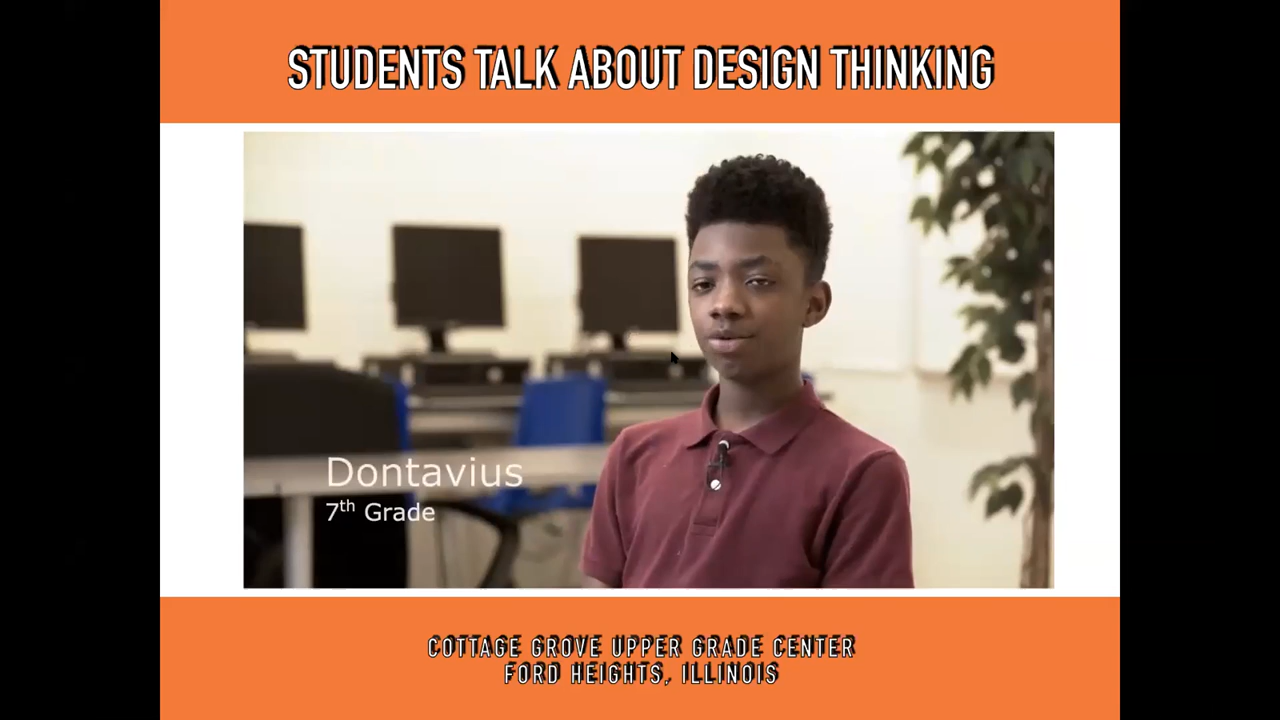 STUDENTS TALK ABOUT DESIGN THINKING
Dontavius
7th Grade
COTTAGE GROVE UPPER GRADE CENTER
FORD HEIGHTS, ILLINOIS